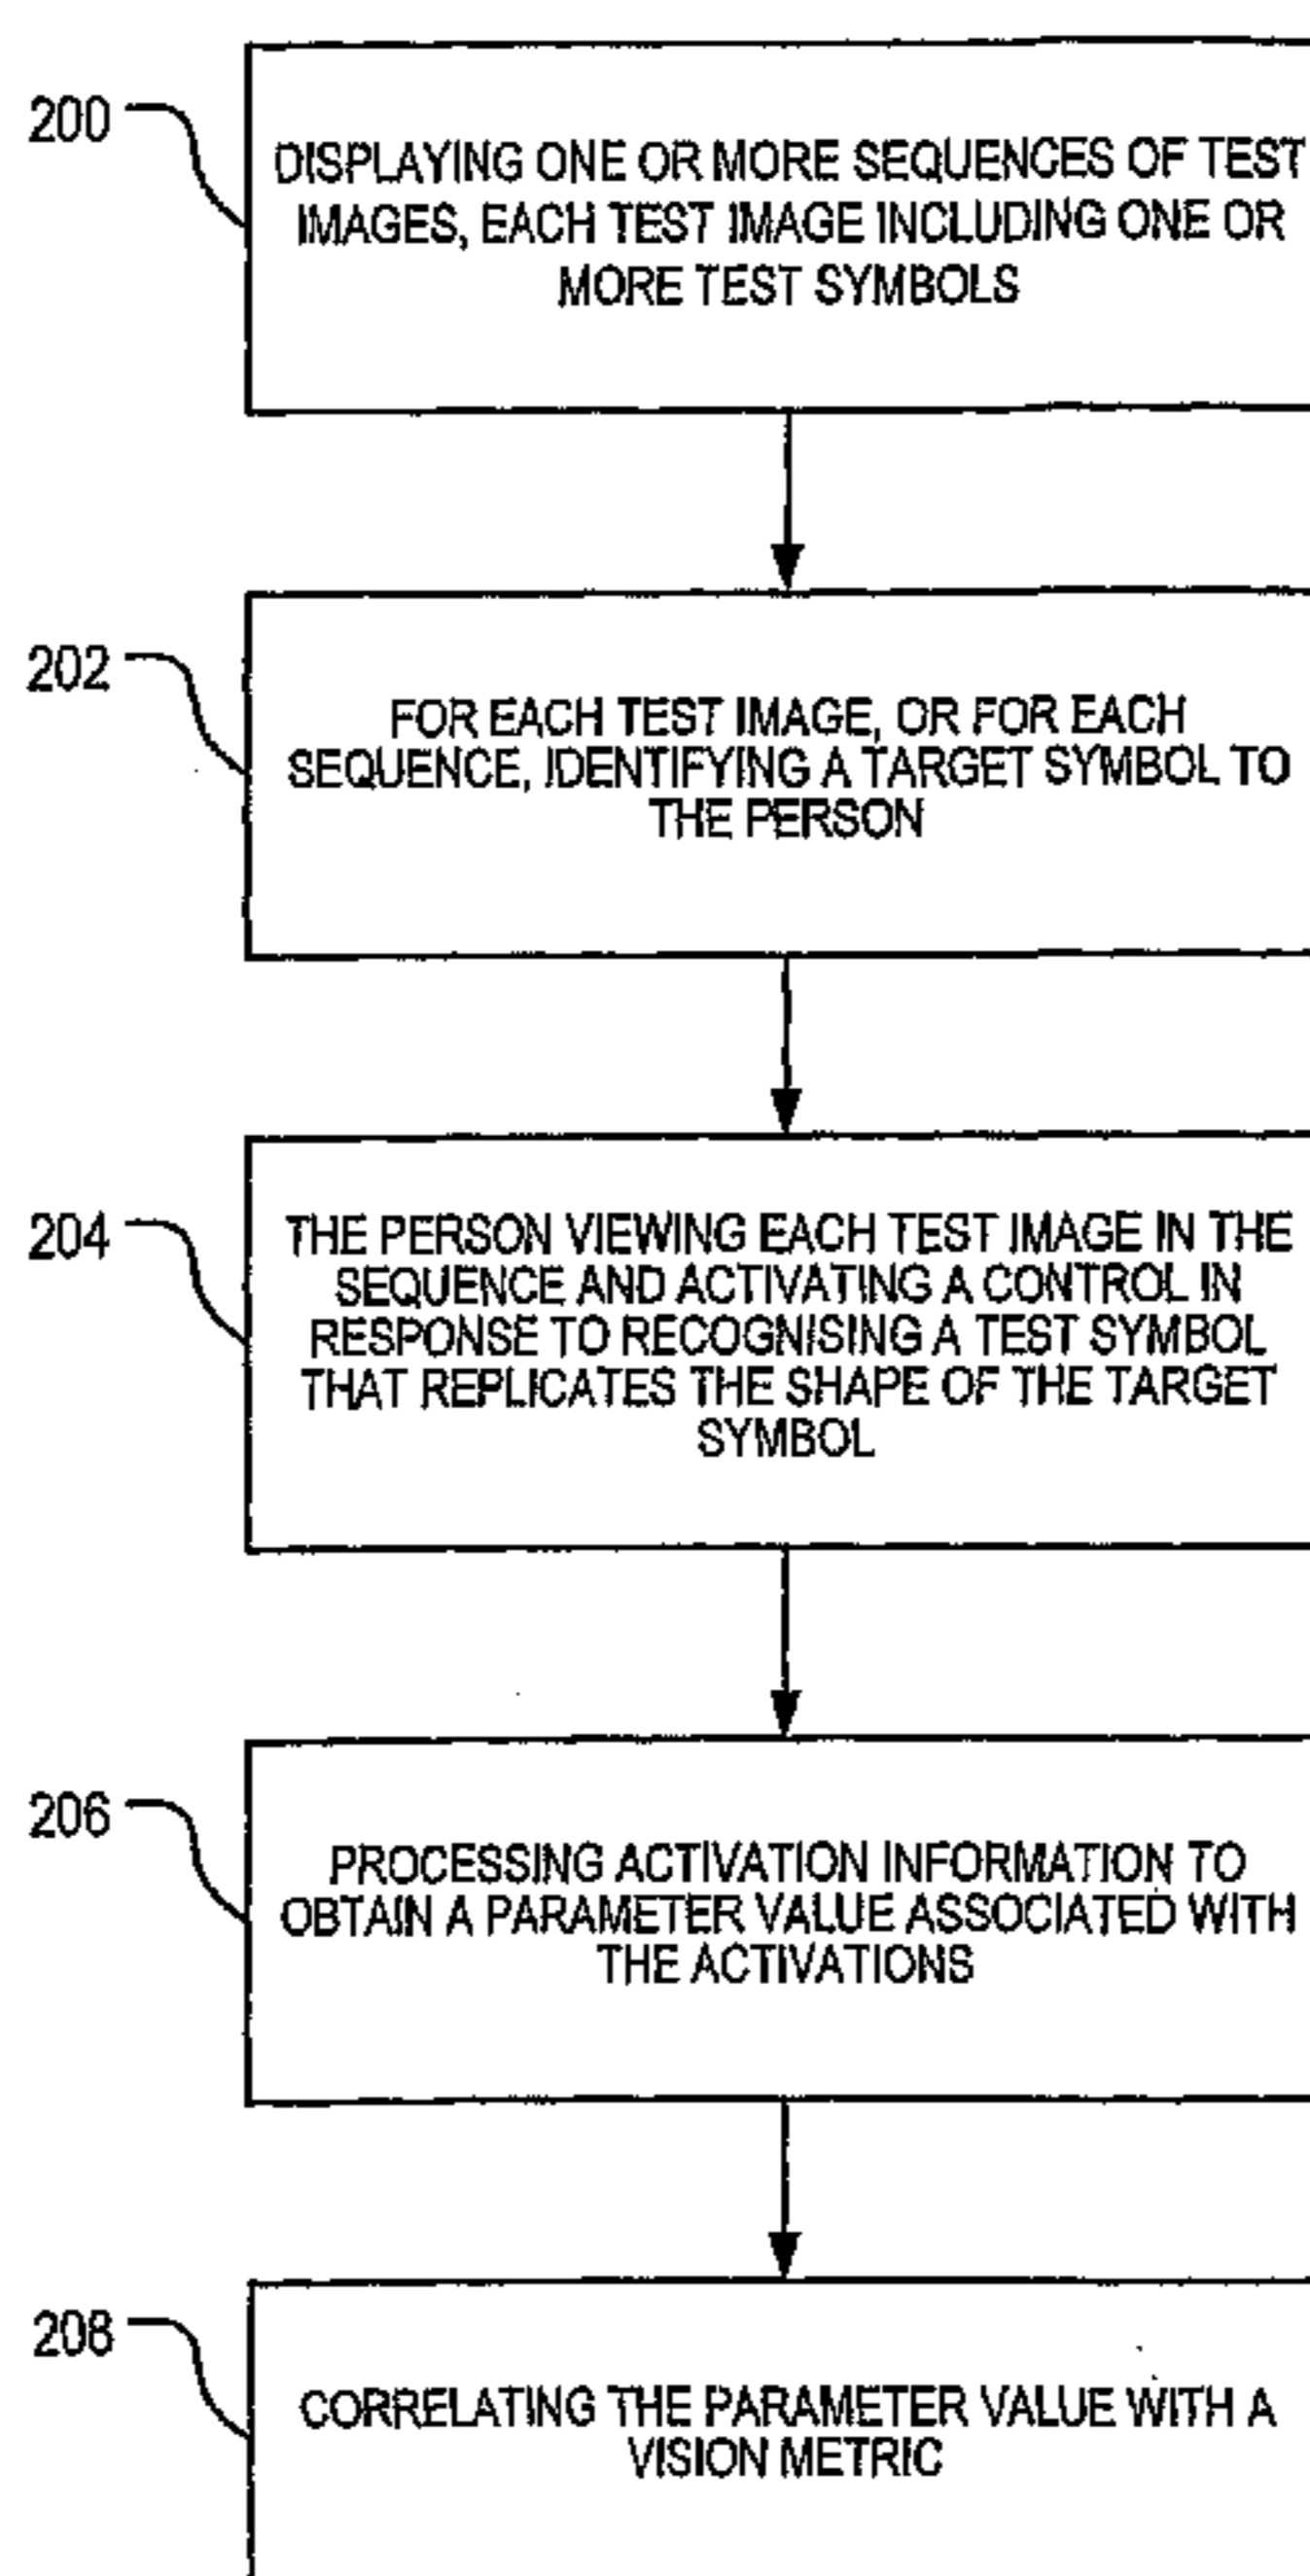 200
DISPLAYING ONE OR MORE SEQUENCES OF TEST
IMAGES, EACH TEST IMAGE INCLUDING ONE OR
MORE TEST SYMBOLS
202
FOR EACH TEST IMAGE, OR FOR EACH
SEQUENCE, IDENTIFYING A TARGET SYMBOL TO
THE PERSON
204
THE PERSON VIEWING EACH TEST IMAGE IN THE
SEQUENCE AND ACTIVATING A CONTROL IN
RESPONSE TO RECOGNISING A TEST SYMBOL
THAT REPLICATES THE SHAPE OF THE TARGET
SYMBOL
206
PROCESSING ACTIVATION INFORMATION TO
OBTAIN A PARAMETER VALUE ASSOCIATED WITH
THE ACTIVATIONS
208
CORRELATING THE PARAMETER VALUE WITH A
VISION METRIC